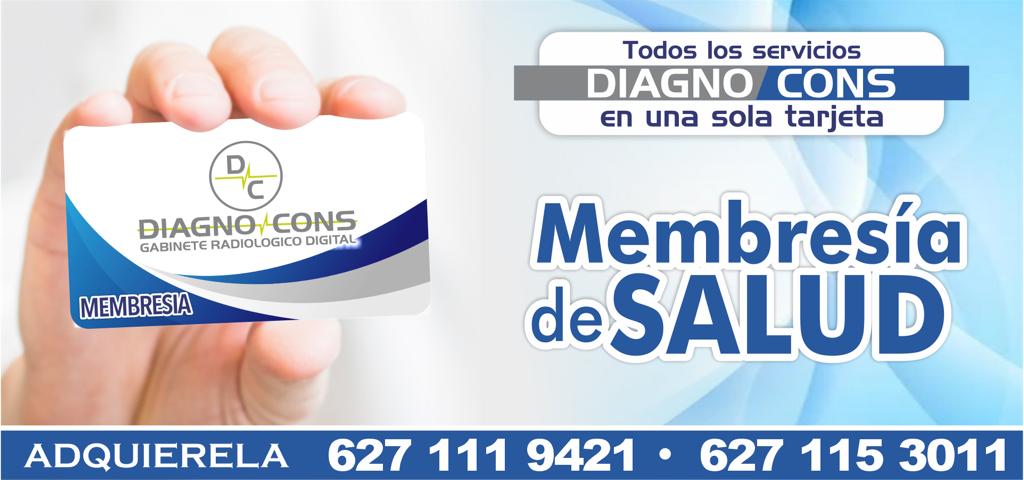 Todos los servicios
DIAGNO CONS
en una sola tarjeta
D
C
DIAGNO CONS
GABINETE RADIOLOGICO DIGITAL
MEMBRESIA
Membresía
de SALUD
ADQUIERELA 627 111 9421 • 627 115 3011